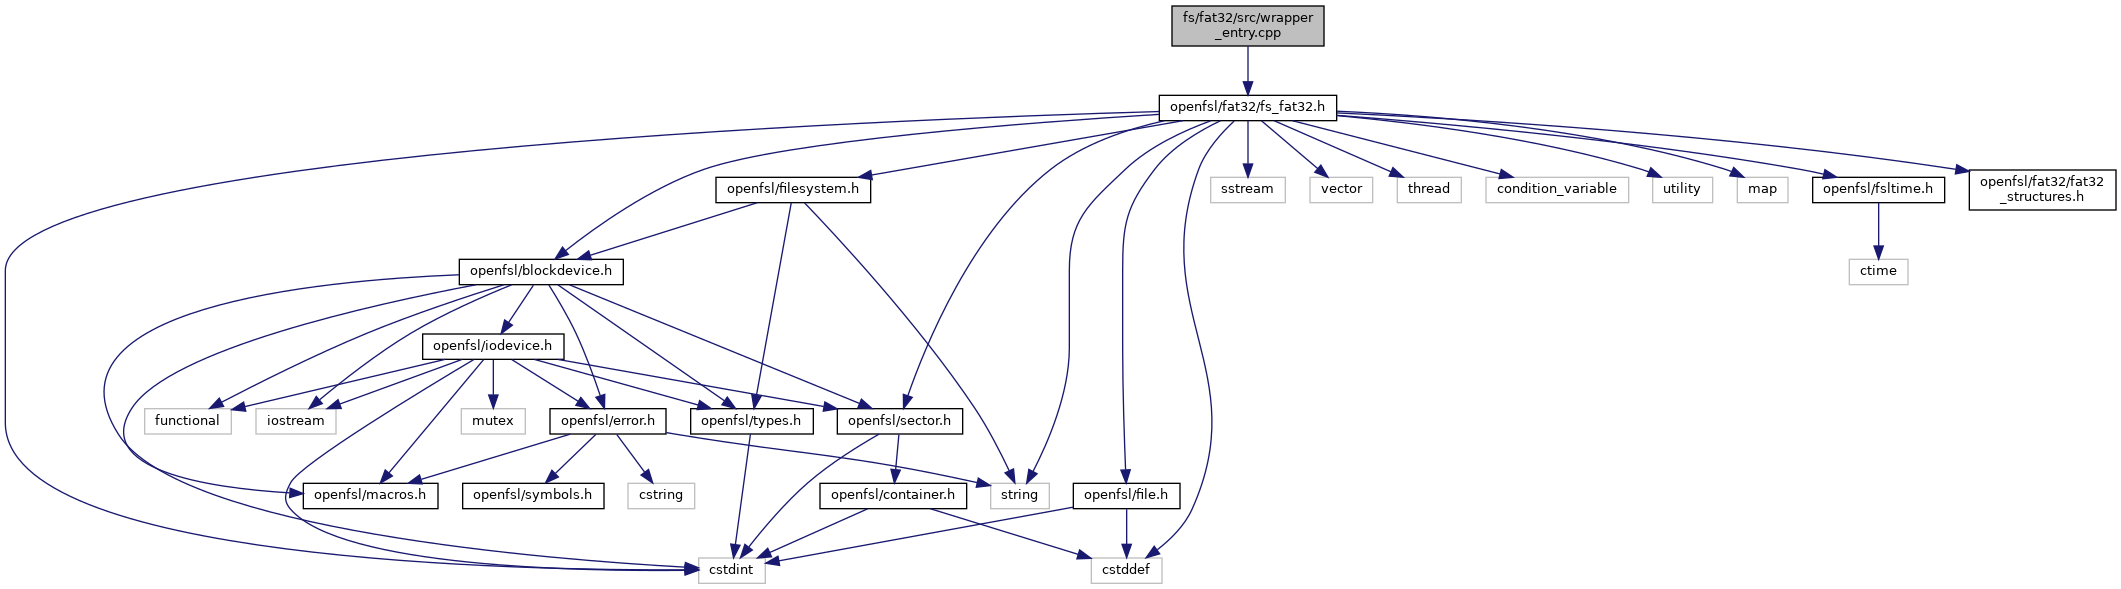 fs/fat32/src/wrapper
_entry.cpp
openfsl/fat32/fs_fat32.h
openfsl/filesystem.h
sstream
vector
thread
condition_variable
utility
map
openfsl/fsltime.h
openfsl/fat32/fat32
_structures.h
openfsl/blockdevice.h
ctime
openfsl/iodevice.h
functional
iostream
mutex
openfsl/error.h
openfsl/types.h
openfsl/sector.h
openfsl/macros.h
openfsl/symbols.h
cstring
openfsl/container.h
string
openfsl/file.h
cstdint
cstddef